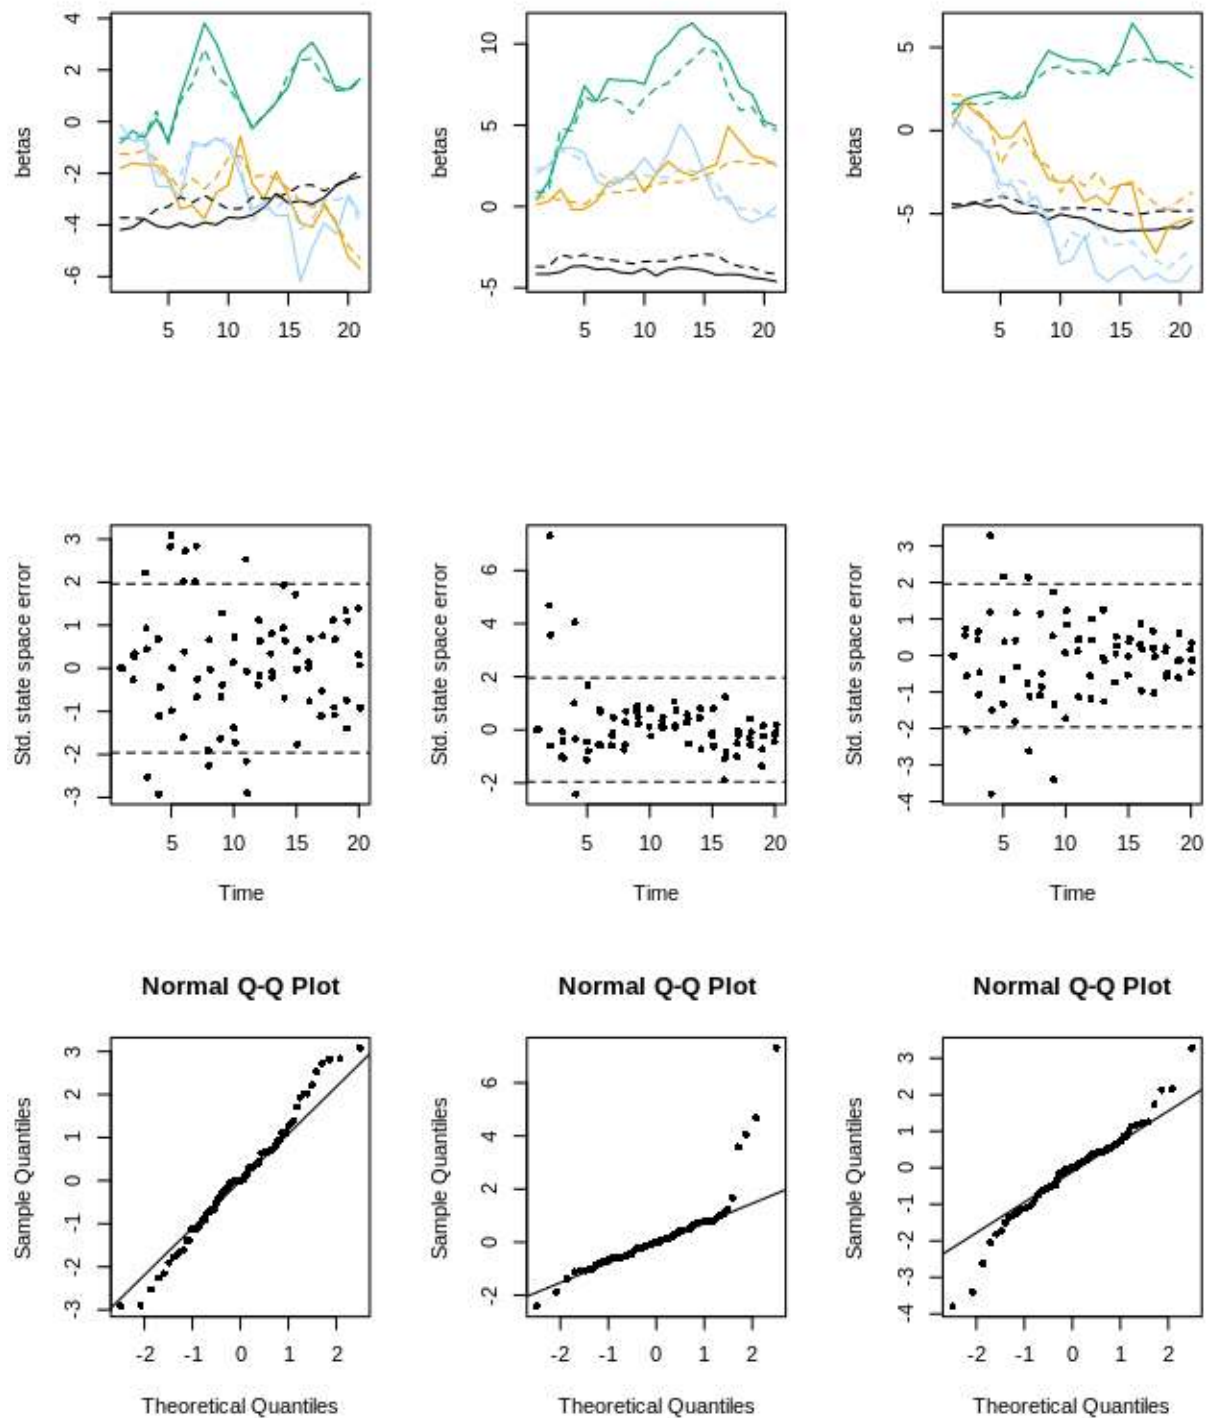 4
2
0
-2
-4
-6
betas
5 10 15 20
10
5
0
-5
betas
5 10 15 20
5
0
-5
betas
5 10 15 20
3
2
1
0
-1
-2
-3
Std. state space error
5 10 15 20
Time
6
4
2
0
-2
Std. state space error
5 10 15 20
Time
3
2
1
0
-1
-2
-3
-4
Std. state space error
5 10 15 20
Time
Normal Q-Q Plot
3
2
1
0
-1
-2
-3
Sample Quantiles
-2 -1 0 1 2
Theoretical Quantiles
Normal Q-Q Plot
6
4
2
0
-2
Sample Quantiles
-2 -1 0 1 2
Theoretical Quantiles
Normal Q-Q Plot
3
2
1
0
-1
-2
-3
-4
Sample Quantiles
-2 -1 0 1 2
Theoretical Quantiles